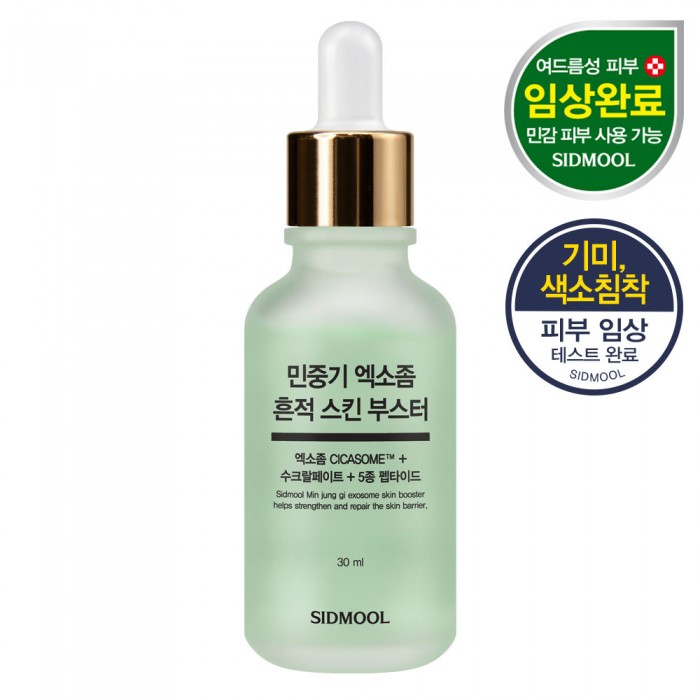 여드름성 피부
임상완료
민감 피부 사용 가능
SIDMOOL
기미,
색소침착
피부 임상
테스트 완료
SIDMOOL
민중기 엑소좀
흔적 스킨 부스터
엑소좀 CICASOME™ +
수크랄페이트 + 5종 펩타이드
Sidmool Min jung gi exosome skin booster
helps strengthen and repair the skin barrier.
30 ml
SIDMOOL